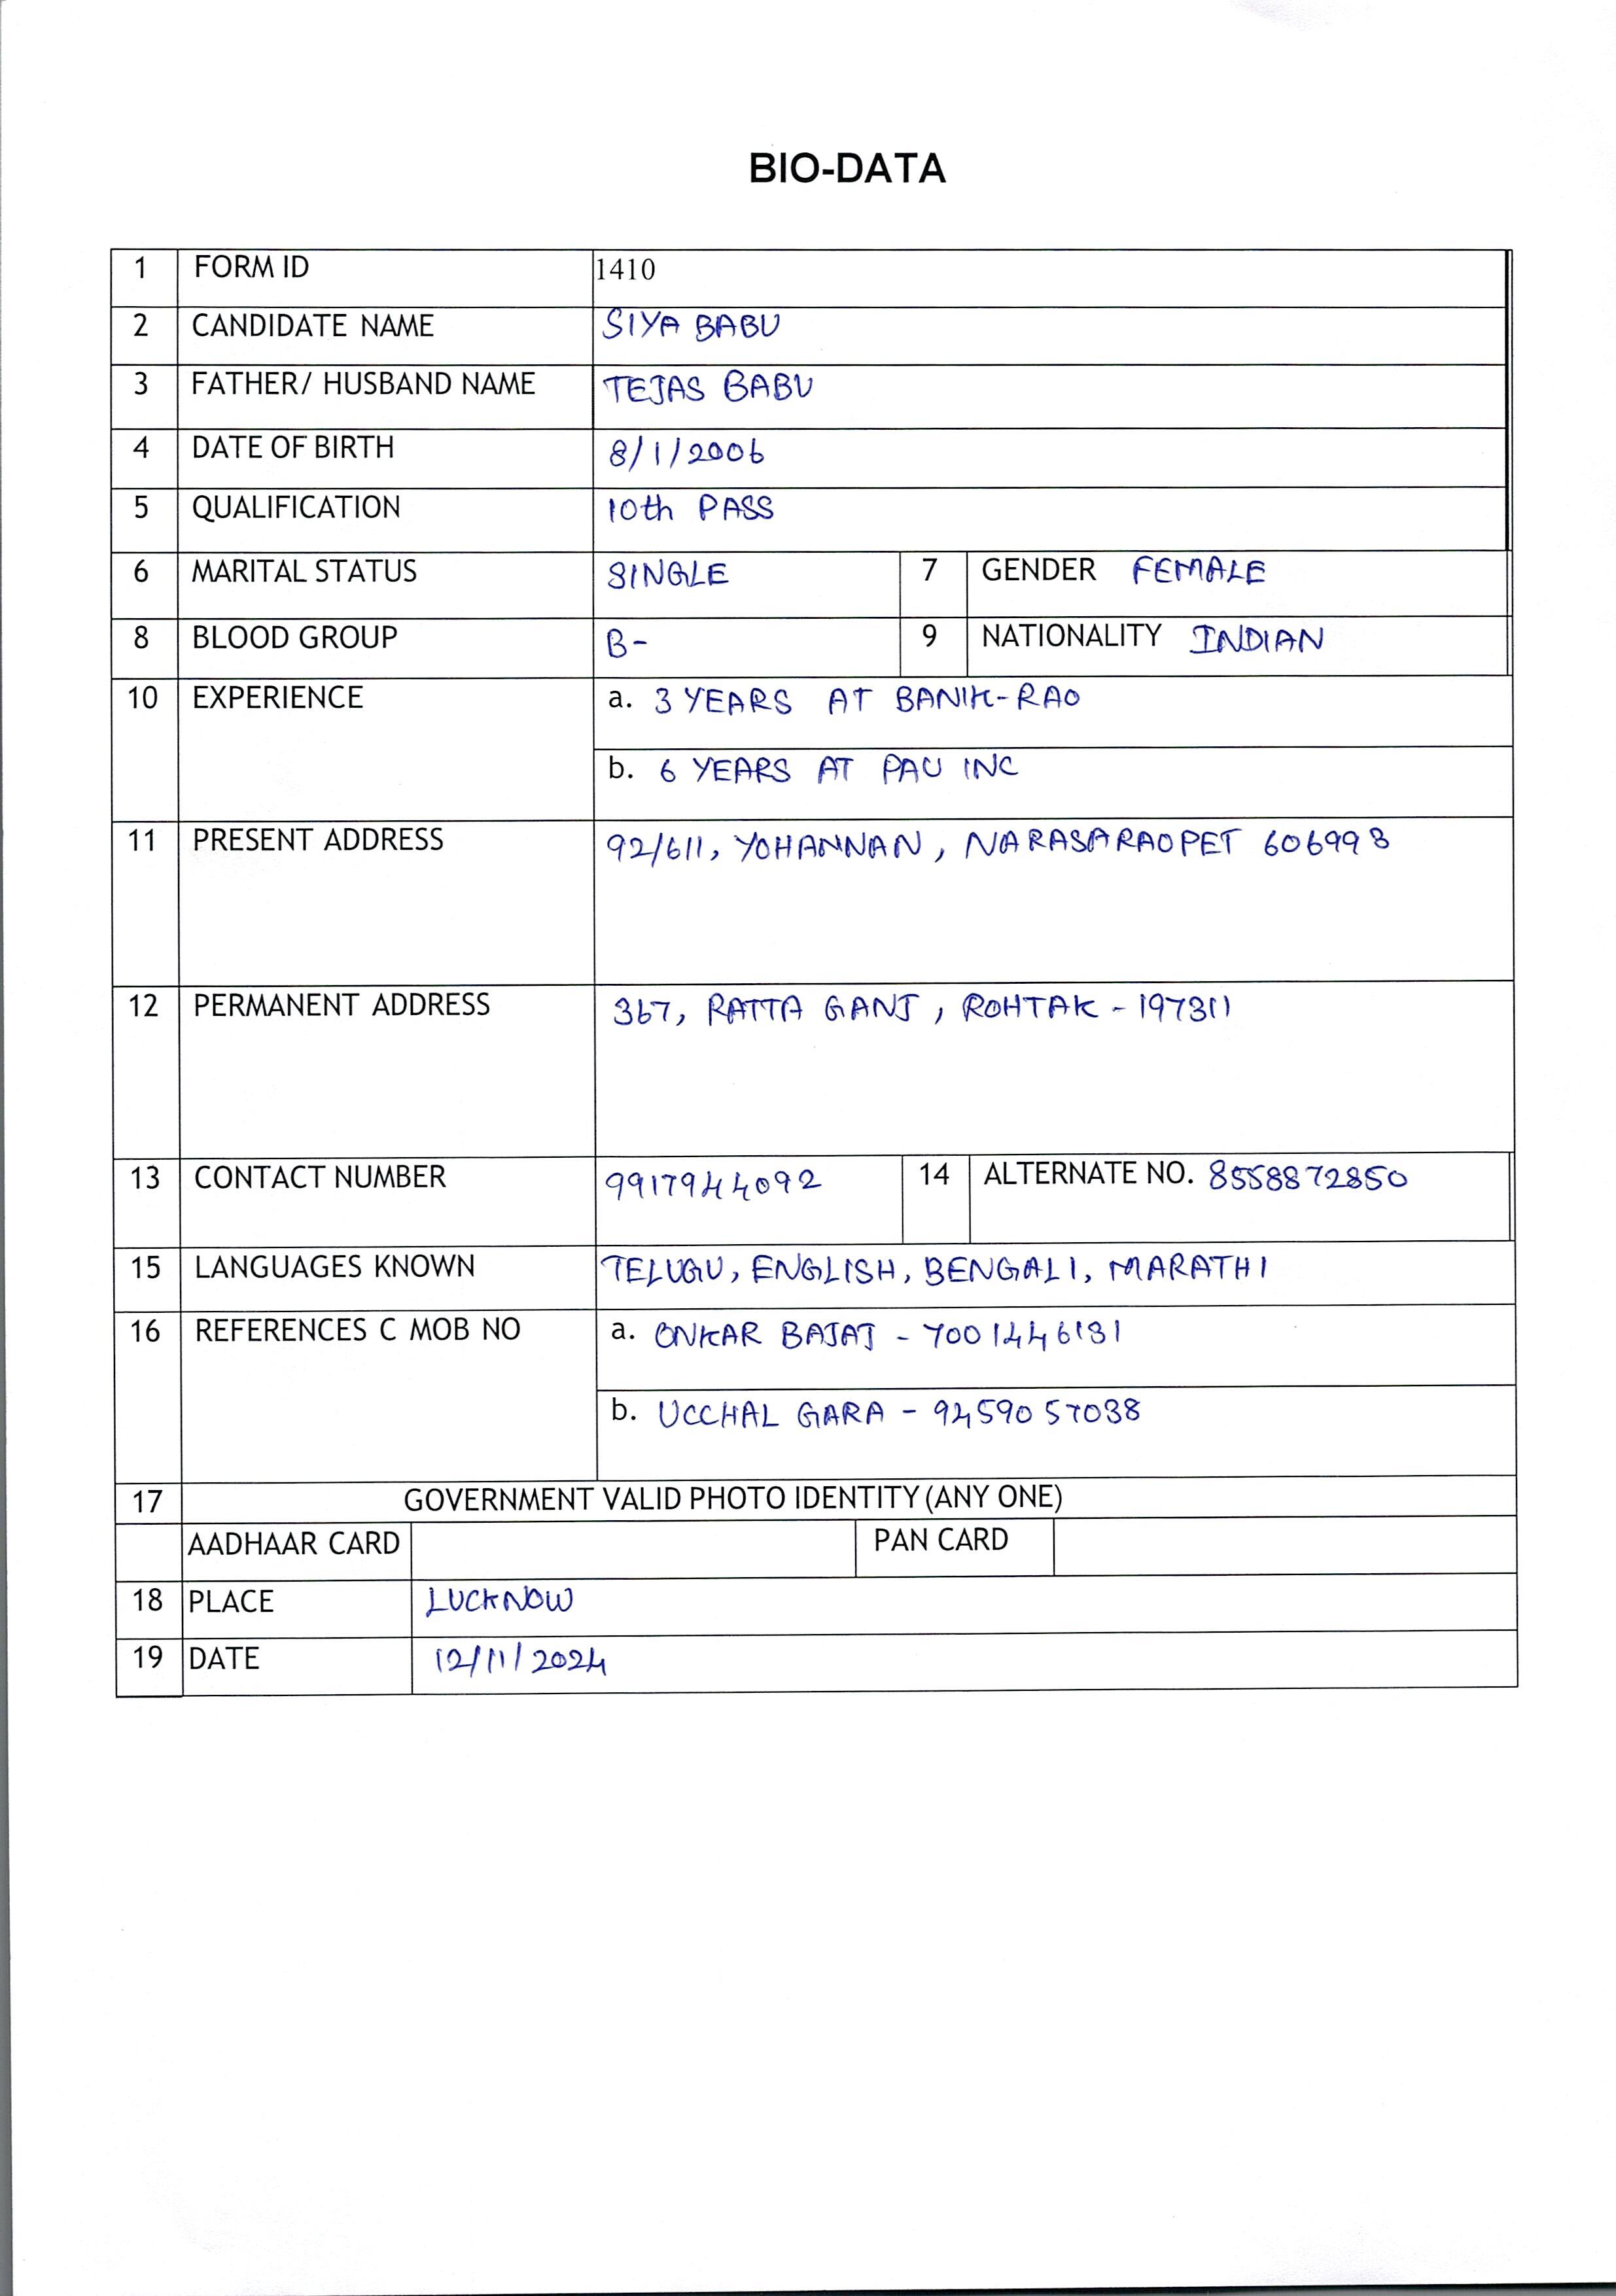 BIO-DATA
1 FORM ID 1410
2 CANDIDATE NAME SIYA BABU
3 FATHER/ HUSBAND NAME TEJAS BABU
4 DATE OF BIRTH 8/1/2006
5 QUALIFICATION 10th PASS
6 MARITAL STATUS SINGLE 7 GENDER FEMALE
8 BLOOD GROUP B- 9 NATIONALITY INDIAN
10 EXPERIENCE a. 3 YEARS AT BANIK-RAO
b. 6 YEARS AT PAU INC
11 PRESENT ADDRESS 92/611, YOHANNAN, NARASARAOPET 606998
12 PERMANENT ADDRESS 367, RATTA GANJ, ROHTAK - 197311
13 CONTACT NUMBER 9917944092 14 ALTERNATE NO. 8558872850
15 LANGUAGES KNOWN TELUGU, ENGLISH, BENGALI, MARATHI
16 REFERENCES C MOB NO a. ONKAR BAJAJ - 7001446131
b. UCCHAL GARA - 9459057038
17 GOVERNMENT VALID PHOTO IDENTITY (ANY ONE)
AADHAAR CARD PAN CARD
18 PLACE LUCKNOW
19 DATE 12/11/2024